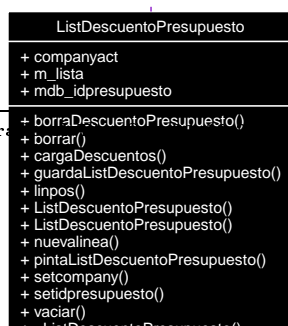 ListDescuentoPresupuesto
+ companyact
+ m_lista
+ mdb_idpresupuesto
+ borraDescuentoPresupuesto()
+ borrar()
+ cargaDescuentos()
+ guardaListDescuentoPresupuesto()
+ linpos()
+ ListDescuentoPresupuesto()
+ ListDescuentoPresupuesto()
+ nuevalinea()
+ pintaListDescuentoPresupuesto()
+ setcompany()
+ setidpresupuesto()
+ vaciar()